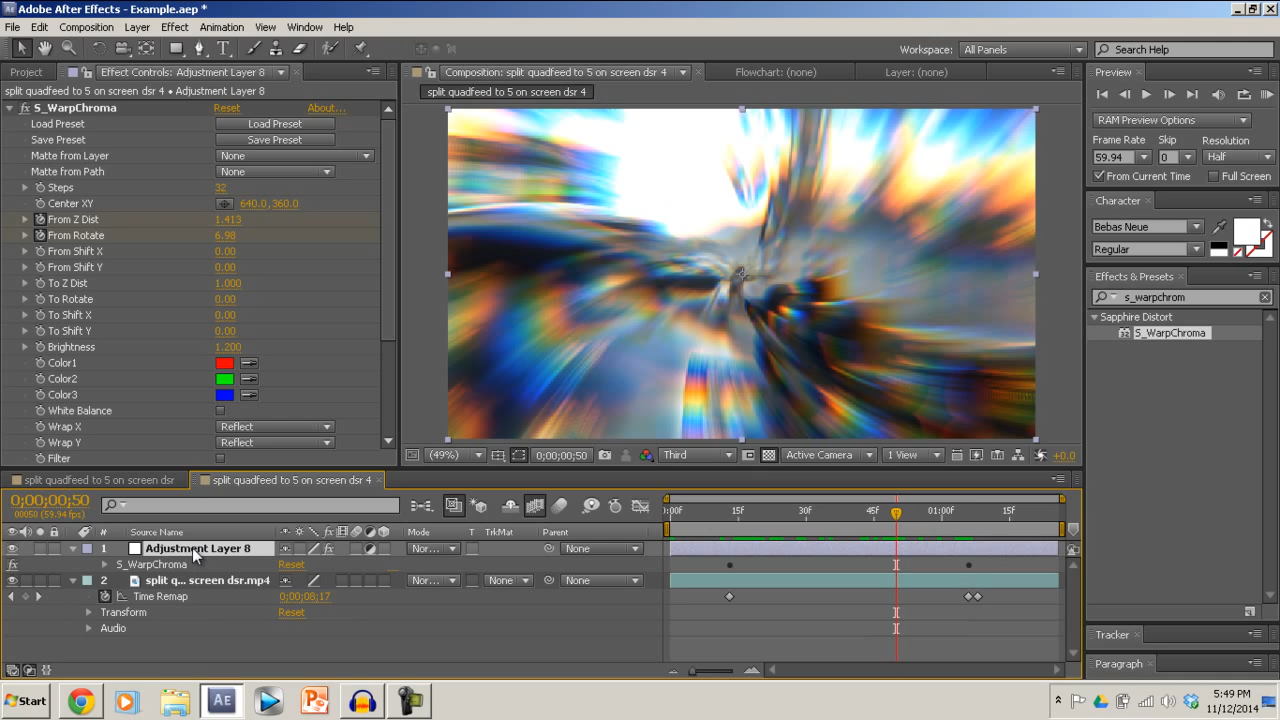 Adobe After Effects - Example.aep *
File Edit Composition Layer Effect Animation View Window Help
Workspace: All Panels Search Help
Project Effect Controls: Adjustment Layer 8 Composition: split quadfeed to 5 on screen dsr 4 Flowchart: (none) Layer: (none) Preview
split quadfeed to 5 on screen dsr 4 • Adjustment Layer 8
split quadfeed to 5 on screen dsr 4
S_WarpChroma Reset About...
Load Preset Load Preset
Save Preset Save Preset
Matte from Layer None
Matte from Path None
Steps 32
Center XY 640.0,360.0
From Z Dist 1.413
From Rotate 6.98
From Shift X 0.00
From Shift Y 0.00
To Z Dist 1.000
To Rotate 0.00
To Shift X 0.00
To Shift Y 0.00
Brightness 1.200
Color1
Color2
Color3
White Balance
Wrap X Reflect
Wrap Y Reflect
Filter
RAM Preview Options
Frame Rate Skip Resolution
59.94 0 Half
From Current Time Full Screen
Character
Bebas Neue
Regular
Effects & Presets
s_warpchrom
Sapphire Distort
32 S_WarpChroma
Tracker
Paragraph
(49%) 0;00;00;50 Third Active Camera 1 View +0.0
split quadfeed to 5 on screen dsr split quadfeed to 5 on screen dsr 4
0;00;00;50
00050 (59.94 fps)
0:00F 15F 30F 45F 01:00F 15F
# Source Name fx Mode T TrkMat Parent
1 Adjustment Layer 8 fx Nor... None
fx S_WarpChroma Reset
2 split q... screen dsr.mp4 Nor... None None
Time Remap 0;00;08;17
Transform Reset
Audio
Start Ae P 5:49 PM
11/12/2014